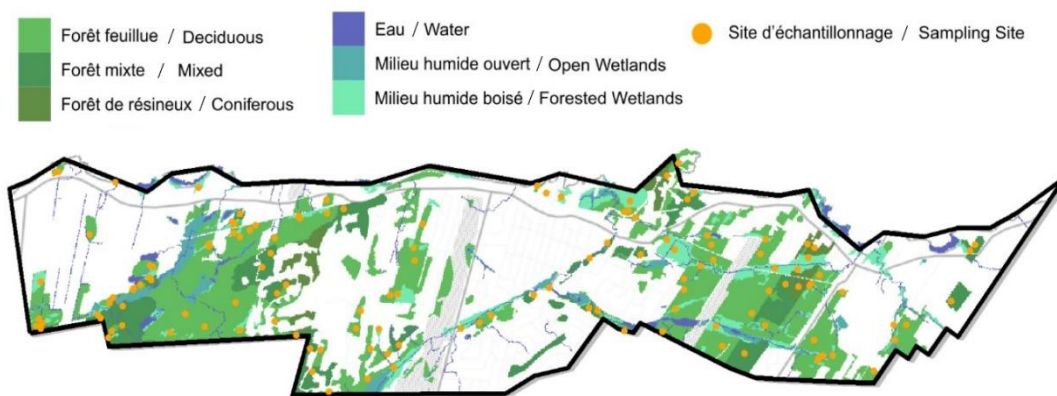 Forêt feuillue / Deciduous
Forêt mixte / Mixed
Forêt de résineux / Coniferous
Eau / Water
Milieu humide ouvert / Open Wetlands
Milieu humide boisé / Forested Wetlands
Site d'échantillonnage / Sampling Site